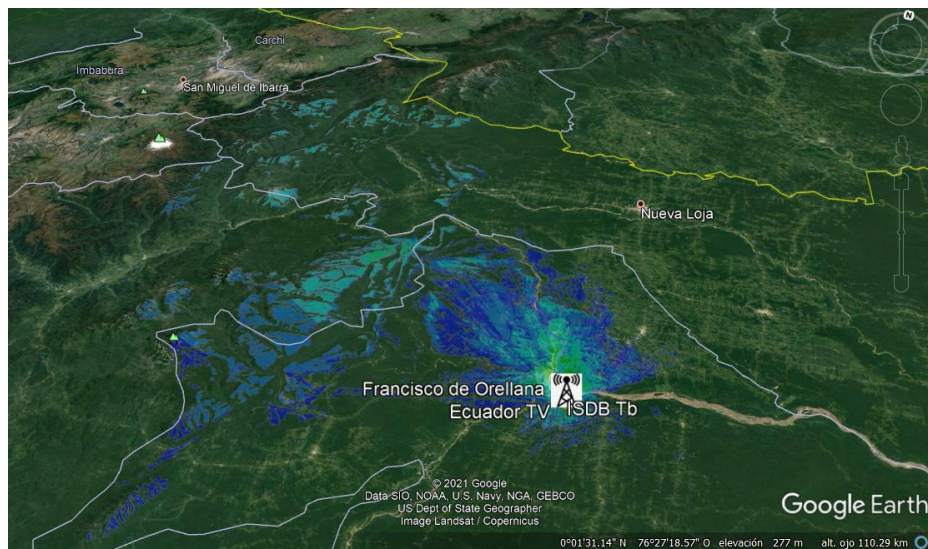 N
Carchi
Imbabura
San Miguel de Ibarra
Nueva Loja
Francisco de Orellana
Ecuador TV ISDB Tb
© 2021 Google
Data SIO, NOAA, U.S. Navy, NGA, GEBCO
US Dept of State Geographer
Image Landsat / Copernicus
Google Earth
0°01'31.14" N 76°27'18.57" O elevación 277 m alt. ojo 110.29 km